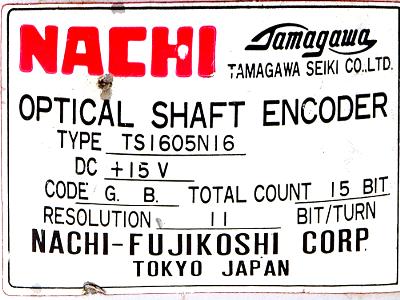 NACHI Tamagawa
TAMAGAWA SEIKI CO.,LTD.
OPTICAL SHAFT ENCODER
TYPE TS1605N16
DC +15V
CODE G. B. TOTAL COUNT 15 BIT
RESOLUTION 11 BIT/TURN
NACHI-FUJIKOSHI CORP
TOKYO JAPAN